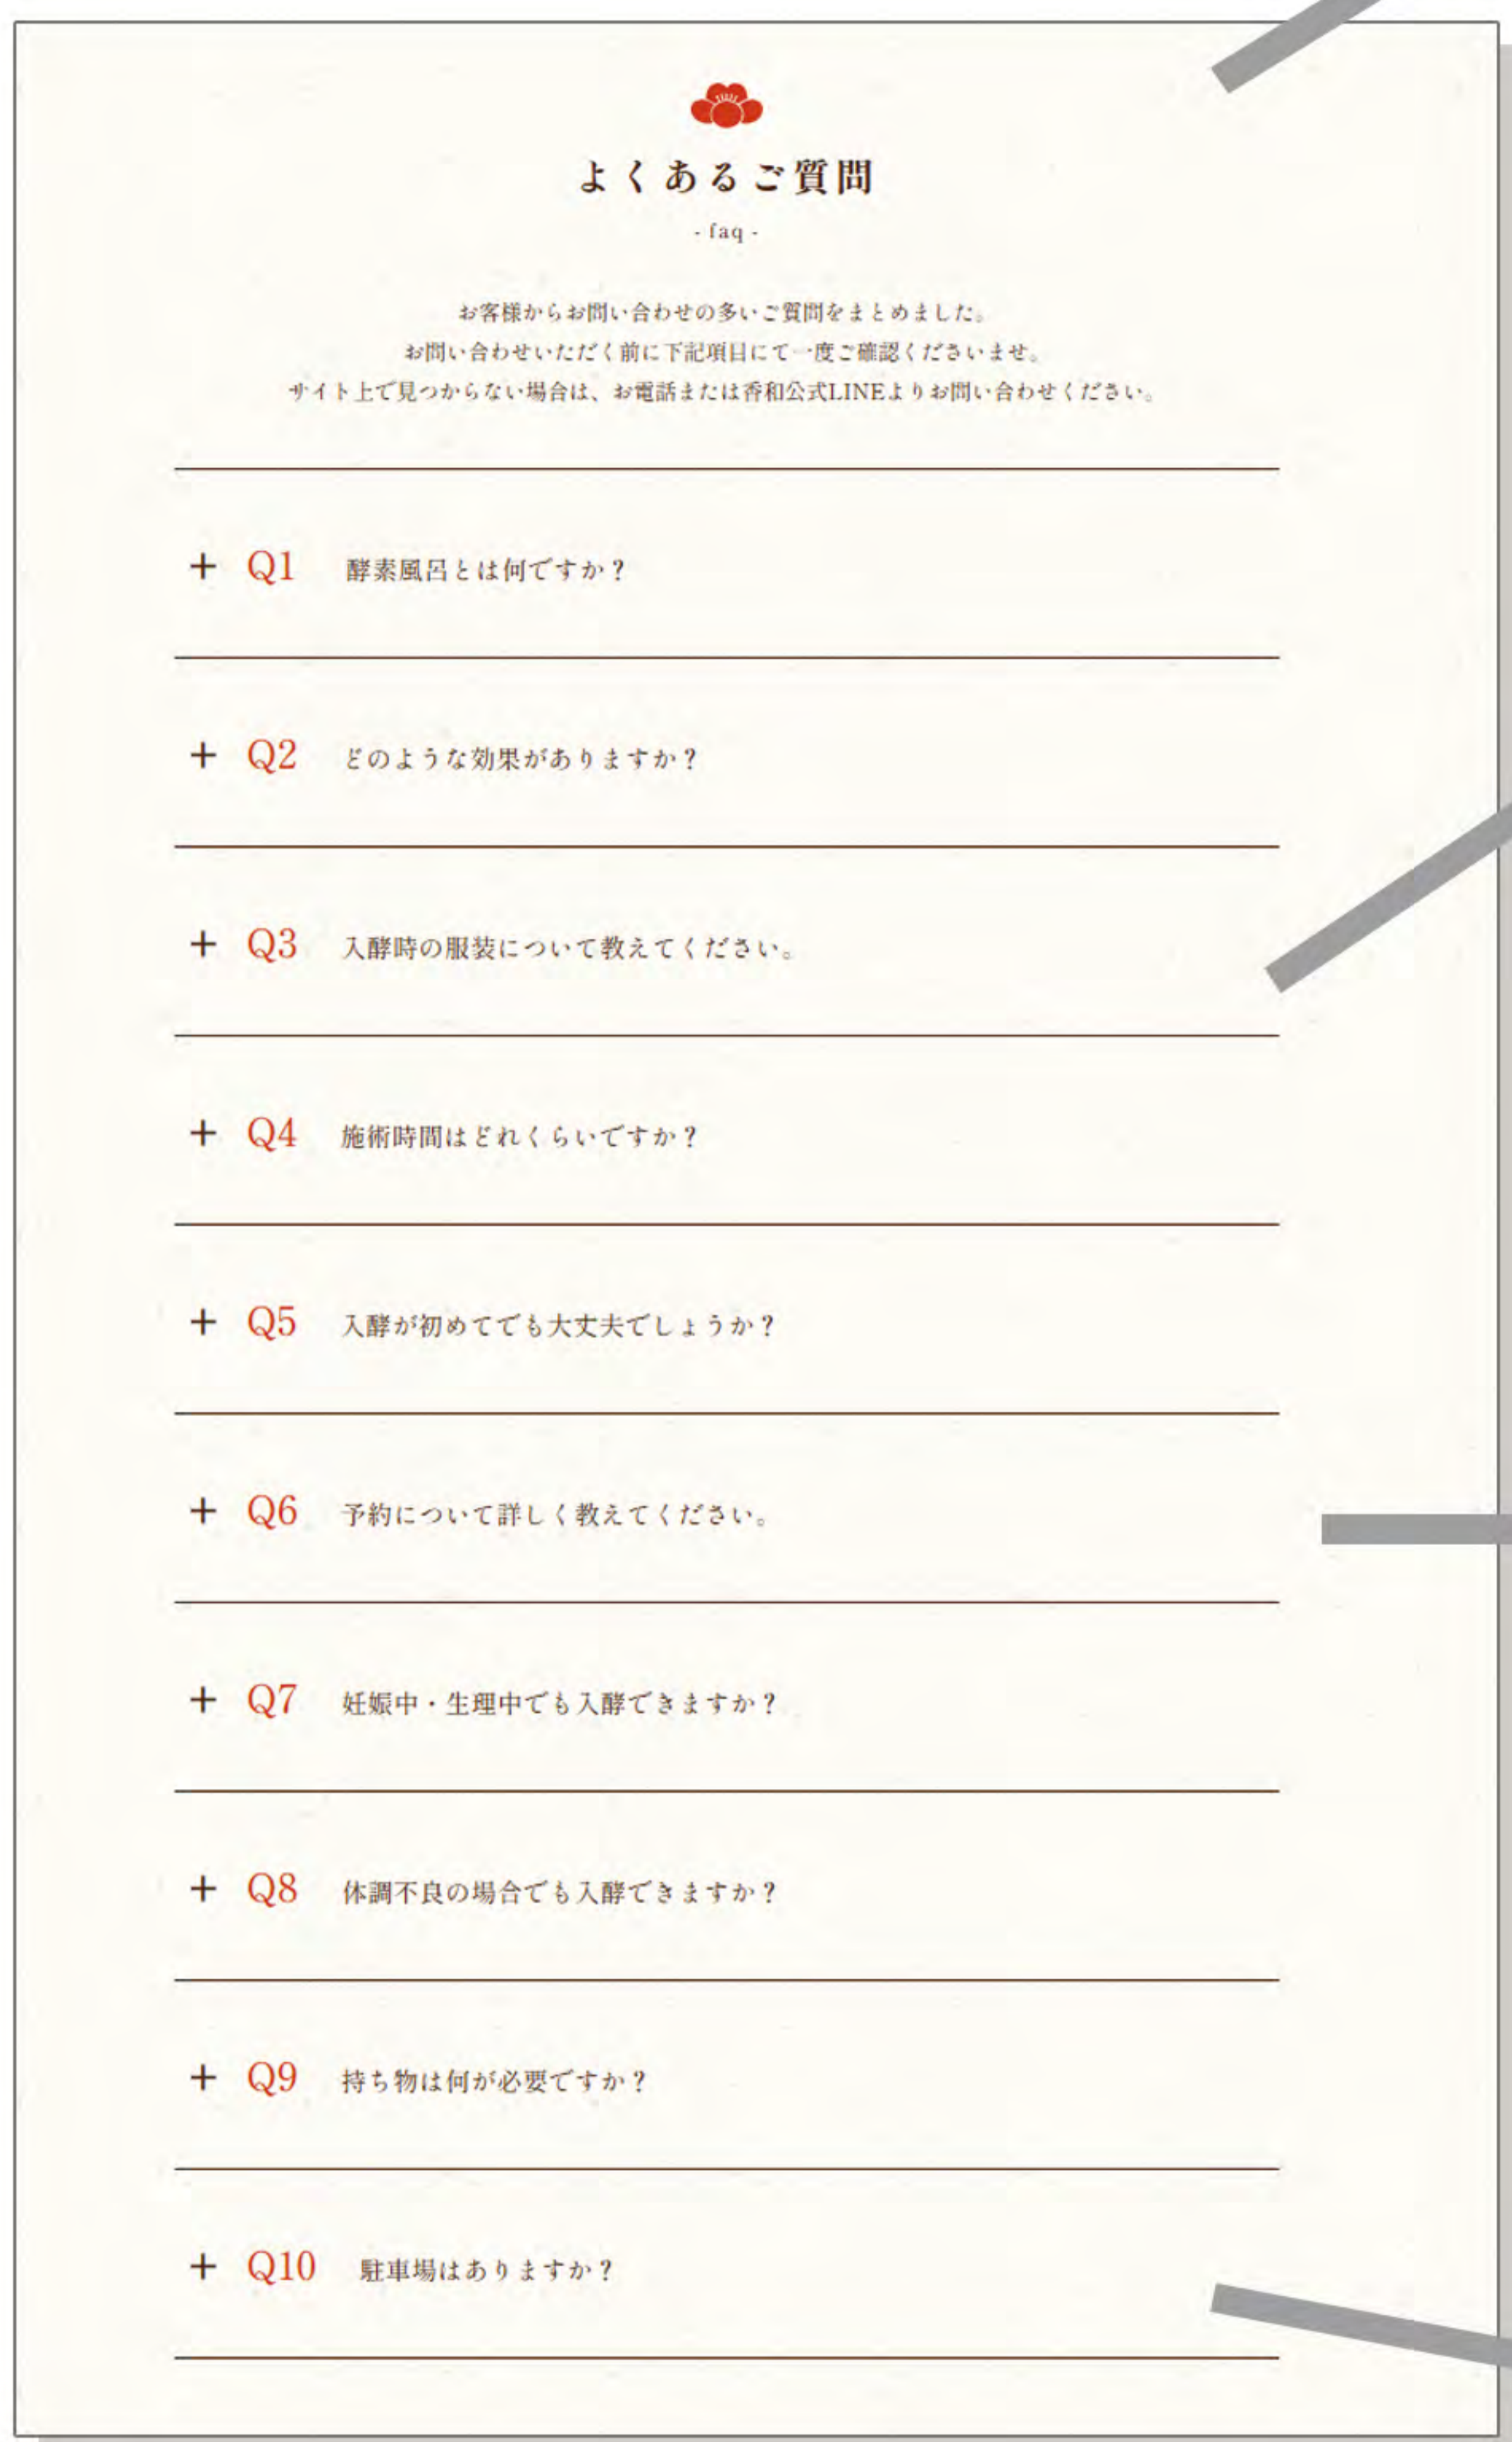 よくあるご質問
- faq -
お客様からお問い合わせの多いご質問をまとめました。
お問い合わせいただく前に下記項目にて一度ご確認くださいませ。
サイト上で見つからない場合は、お電話または香和公式LINEよりお問い合わせください。
+ Q1 酵素風呂とは何ですか？
+ Q2 どのような効果がありますか？
+ Q3 入酵時の服装について教えてください。
+ Q4 施術時間はどれくらいですか？
+ Q5 入酵が初めてでも大丈夫でしょうか？
+ Q6 予約について詳しく教えてください。
+ Q7 妊娠中・生理中でも入酵できますか？
+ Q8 体調不良の場合でも入酵できますか？
+ Q9 持ち物は何が必要ですか？
+ Q10 駐車場はありますか？